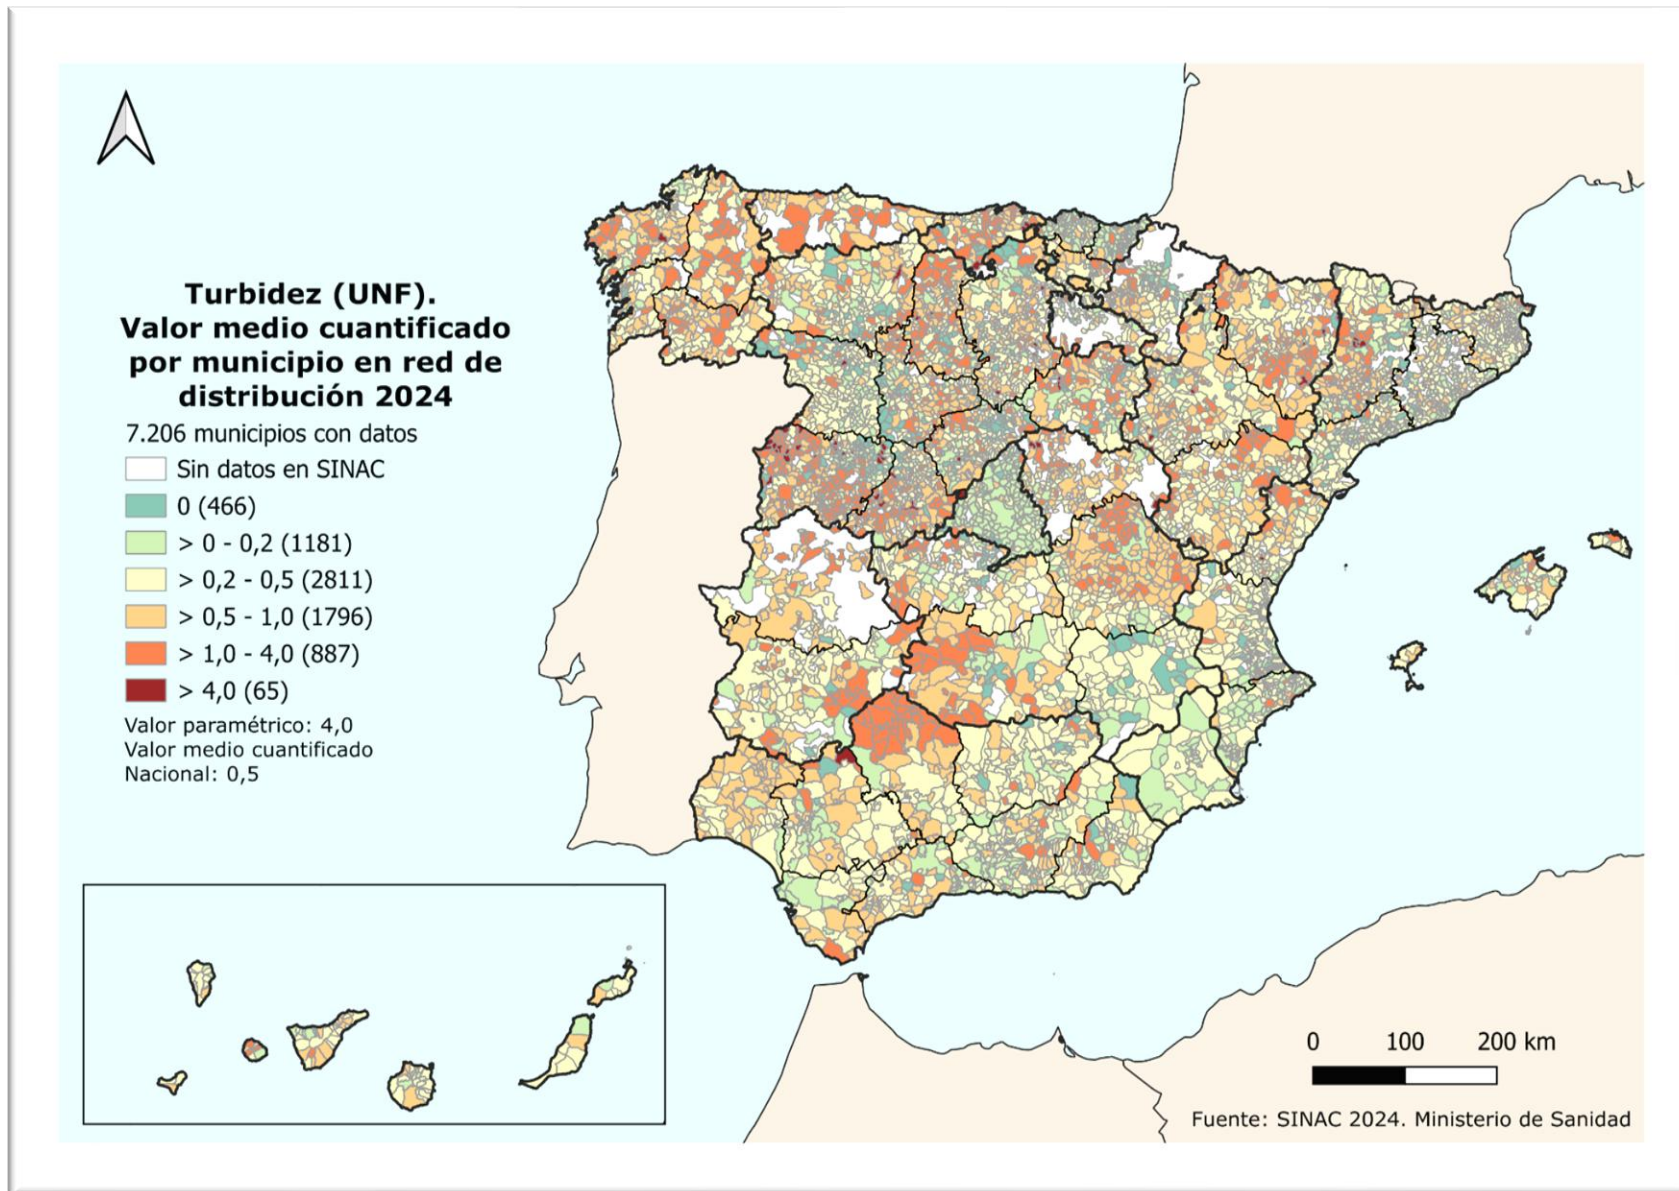 Turbidez (UNF).
Valor medio cuantificado
por municipio en red de
distribución 2024
7.206 municipios con datos
Sin datos en SINAC
0 (466)
> 0 - 0,2 (1181)
> 0,2 - 0,5 (2811)
> 0,5 - 1,0 (1796)
> 1,0 - 4,0 (887)
> 4,0 (65)
Valor paramétrico: 4,0
Valor medio cuantificado
Nacional: 0,5
0 100 200 km
Fuente: SINAC 2024. Ministerio de Sanidad